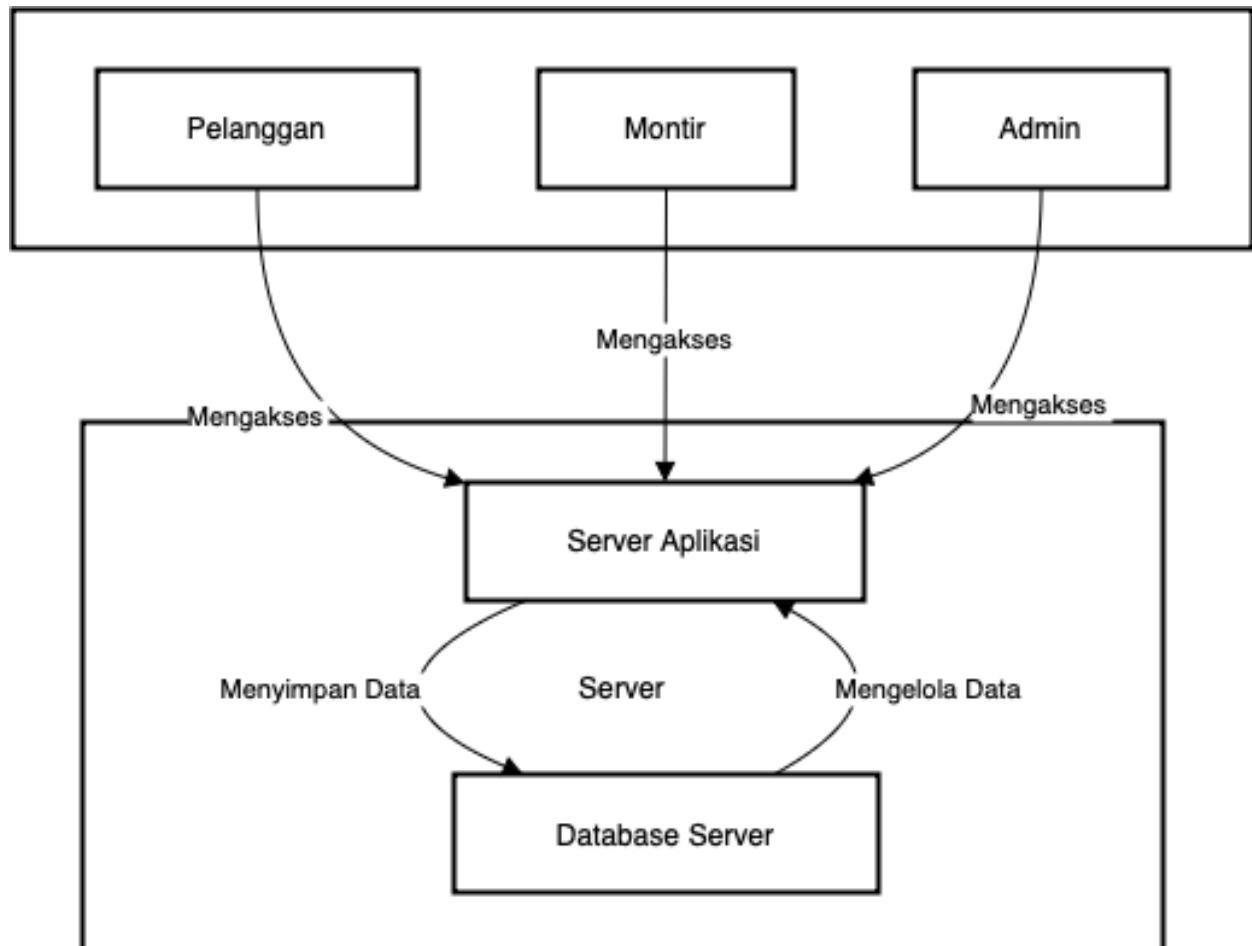 Pelanggan
Montir
Admin
Mengakses
Mengakses
Mengakses
Server Aplikasi
Menyimpan Data
Server
Mengelola Data
Database Server